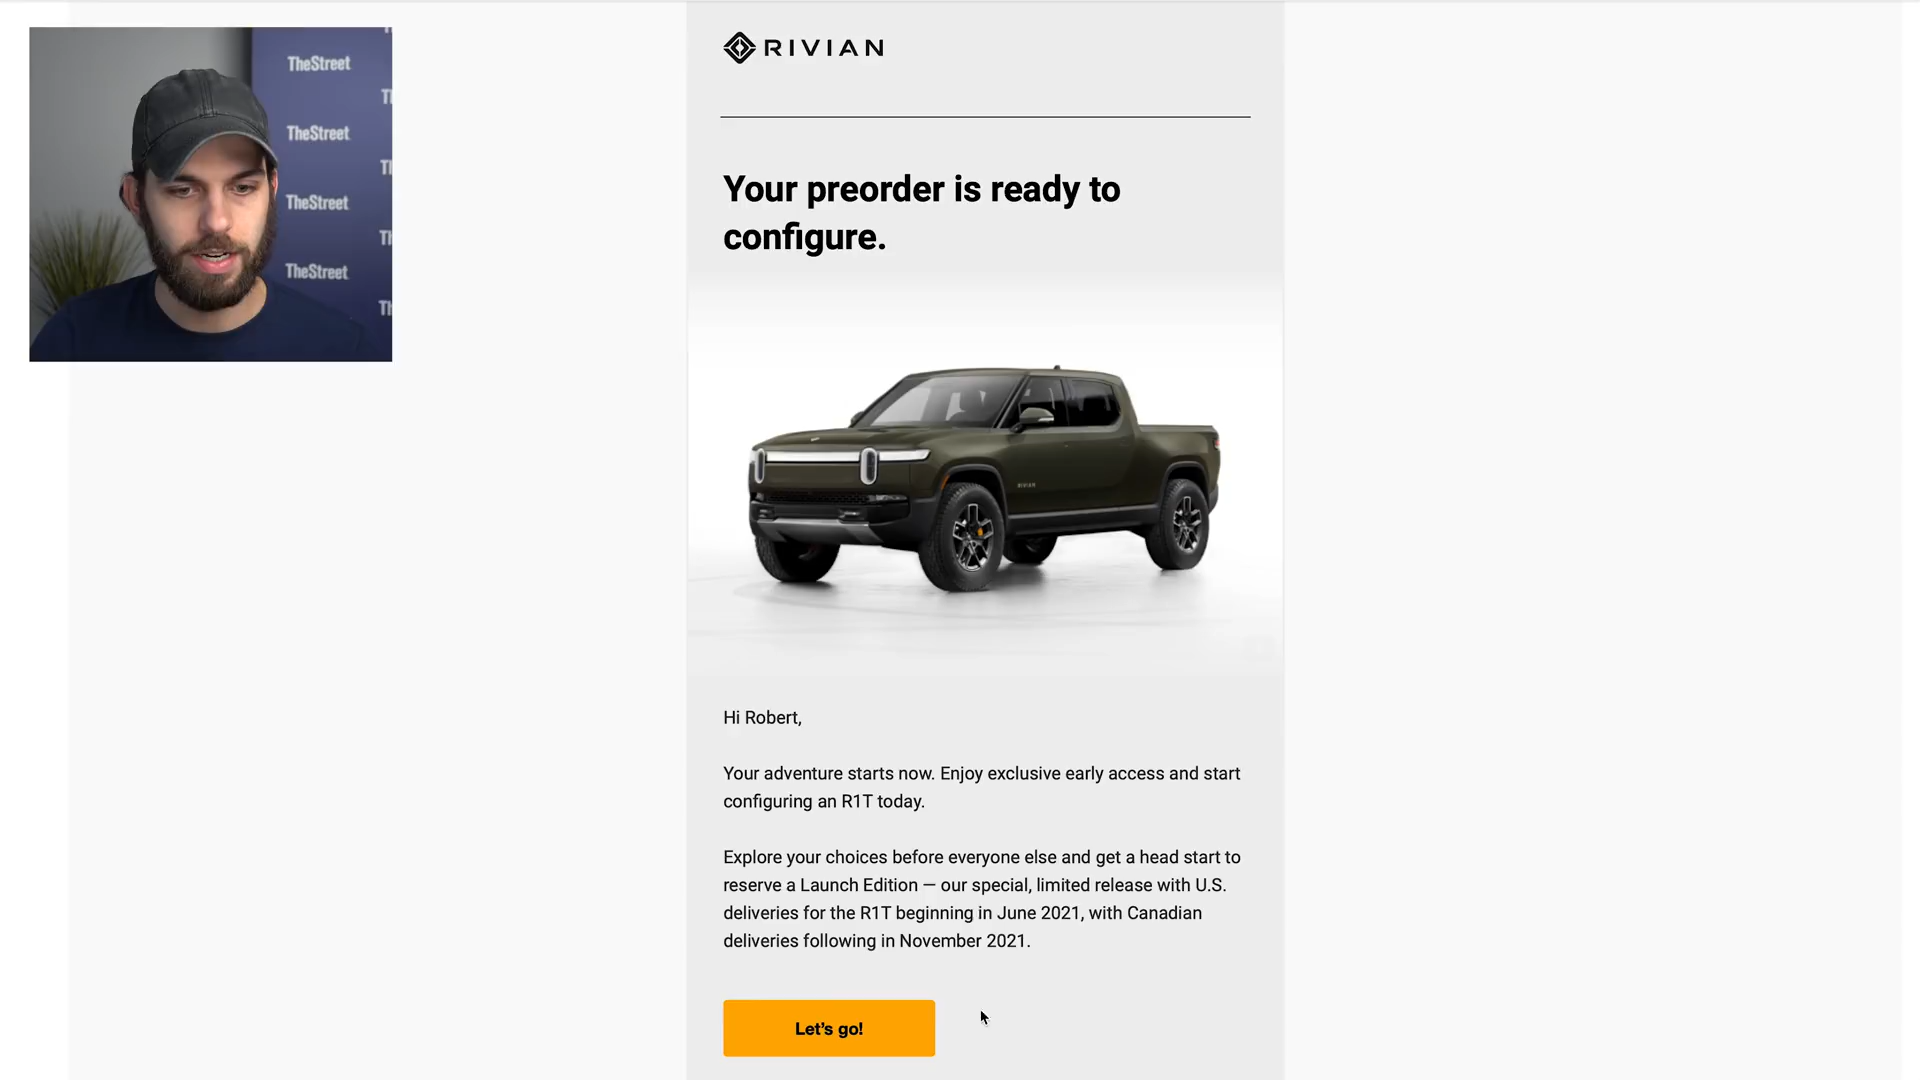 RIVIAN
Your preorder is ready to
configure.
TheStreet
TheStreet
TheStreet
TheStreet
RIVIAN
Hi Robert,
Your adventure starts now. Enjoy exclusive early access and start
configuring an R1T today.
Explore your choices before everyone else and get a head start to
reserve a Launch Edition — our special, limited release with U.S.
deliveries for the R1T beginning in June 2021, with Canadian
deliveries following in November 2021.
Let's go!